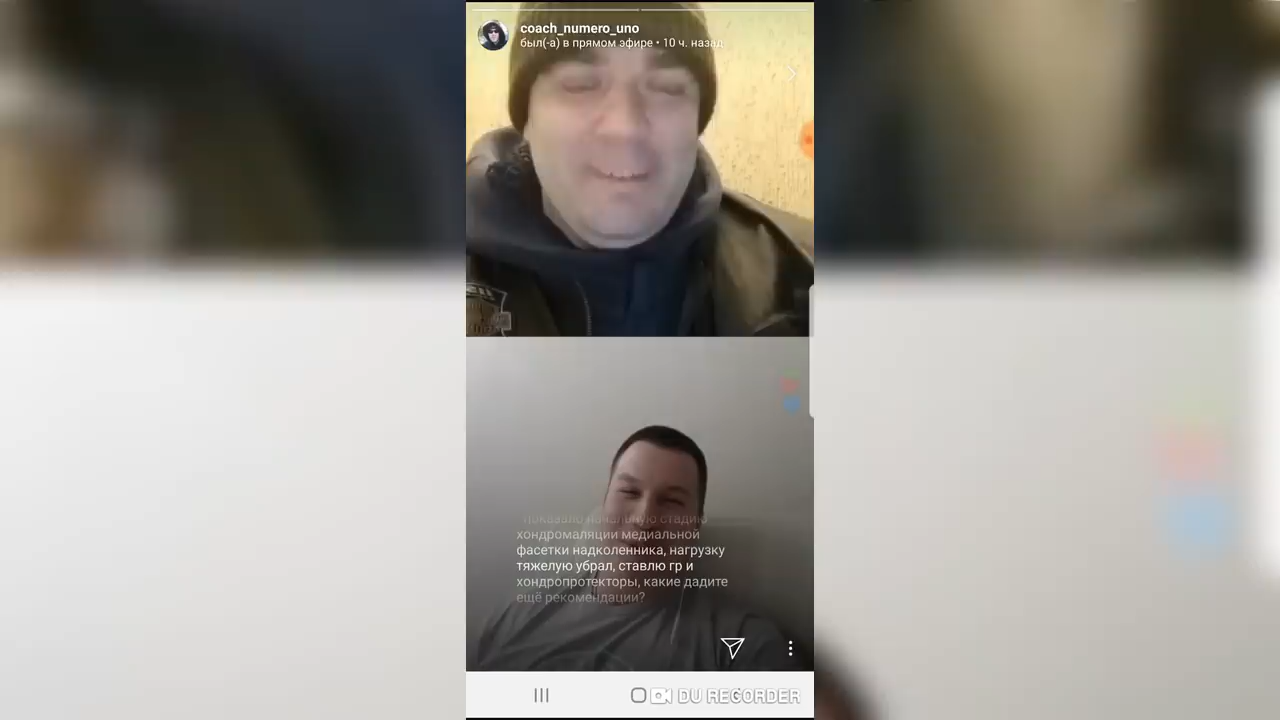 coach_numero_uno
был(-а) в прямом эфире • 10 ч. назад
показало начальную стадию
хондромаляции медиальной
фасетки надколенника, нагрузку
тяжелую убрал, ставлю гр и
хондропротекторы, какие дадите
ещё рекомендации?
DU RECORDER